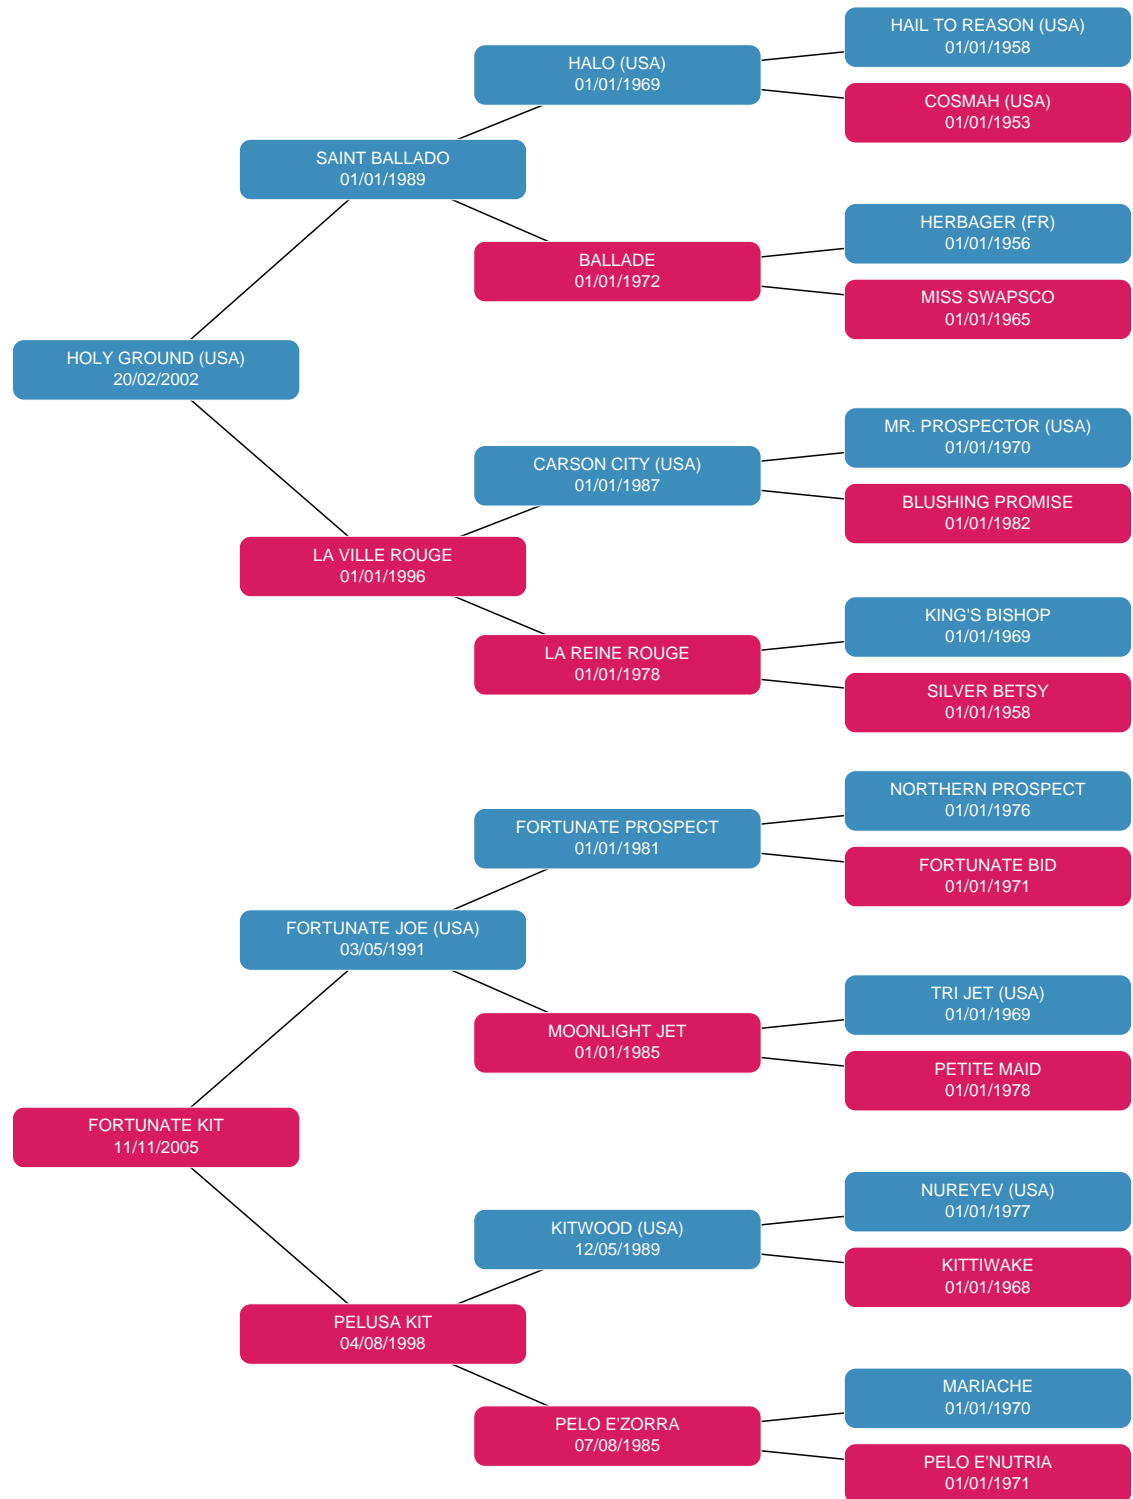 HAIL TO REASON (USA)
01/01/1958
HALO (USA)
01/01/1969
COSMAH (USA)
01/01/1953
SAINT BALLADO
01/01/1989
HERBAGER (FR)
01/01/1956
BALLADE
01/01/1972
MISS SWAPSCO
01/01/1965
HOLY GROUND (USA)
20/02/2002
MR. PROSPECTOR (USA)
01/01/1970
CARSON CITY (USA)
01/01/1987
BLUSHING PROMISE
01/01/1982
LA VILLE ROUGE
01/01/1996
KING'S BISHOP
01/01/1969
LA REINE ROUGE
01/01/1978
SILVER BETSY
01/01/1958
NORTHERN PROSPECT
01/01/1976
FORTUNATE PROSPECT
01/01/1981
FORTUNATE BID
01/01/1971
FORTUNATE JOE (USA)
03/05/1991
TRI JET (USA)
01/01/1969
MOONLIGHT JET
01/01/1985
PETITE MAID
01/01/1978
FORTUNATE KIT
11/11/2005
NUREYEV (USA)
01/01/1977
KITWOOD (USA)
12/05/1989
KITTIWAKE
01/01/1968
PELUSA KIT
04/08/1998
MARIACHE
01/01/1970
PELO E'ZORRA
07/08/1985
PELO E'NUTRIA
01/01/1971